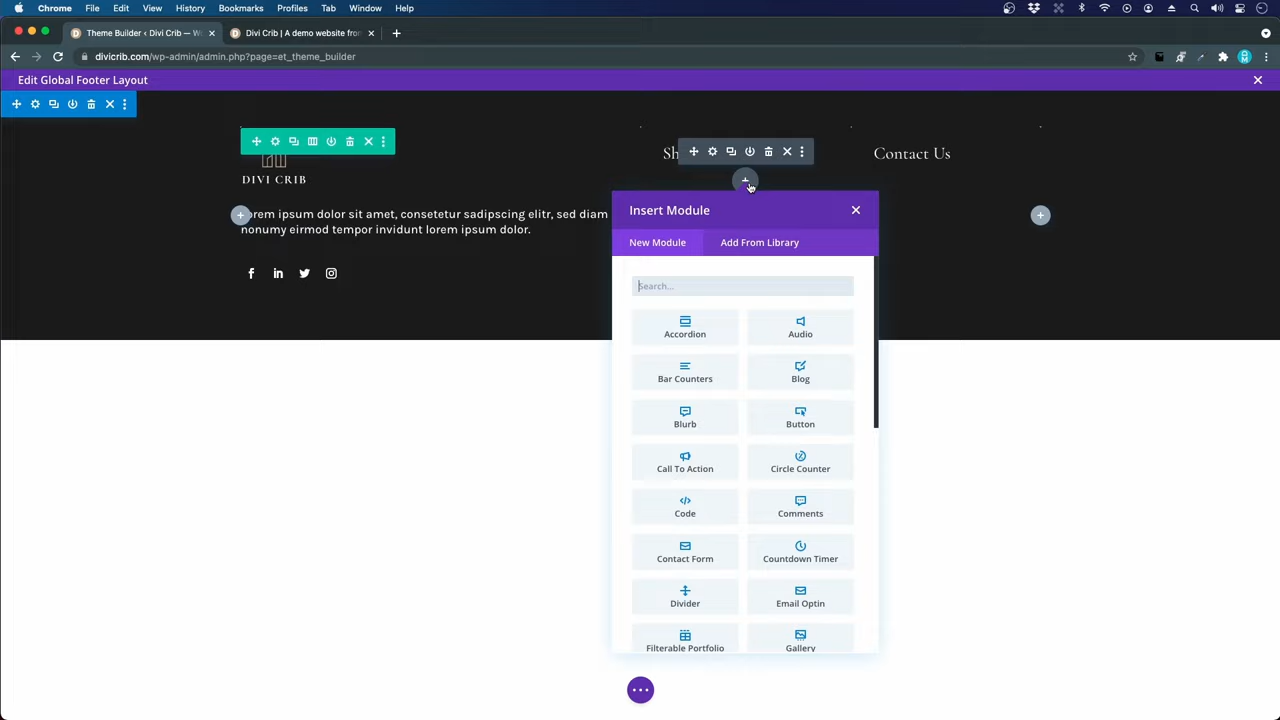 Chrome File Edit View History Bookmarks Profiles Tab Window Help
Theme Builder ‹ Divi Crib — W
Divi Crib | A demo website from
divicrib.com/wp-admin/admin.php?page=et_theme_builder
Edit Global Footer Layout
Sh
Contact Us
DIVI CRIB
orem ipsum dolor sit amet, consetetur sadipscing elitr, sed diam
nonumy eirmod tempor invidunt lorem ipsum dolor.
Insert Module
New Module Add From Library
Search...
Accordion Audio
Bar Counters Blog
Blurb Button
Call To Action Circle Counter
Code Comments
Contact Form Countdown Timer
Divider Email Optin
Filterable Portfolio Gallery